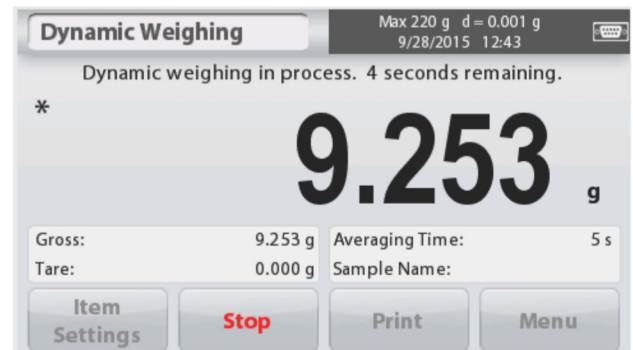 Dynamic Weighing
Max 220 g d = 0.001 g
9/28/2015 12:43
Dynamic weighing in process. 4 seconds remaining.
*
9.253 g
Gross: 9.253 g
Tare: 0.000 g
Averaging Time: 5 s
Sample Name:
Item
Settings
Stop
Print
Menu